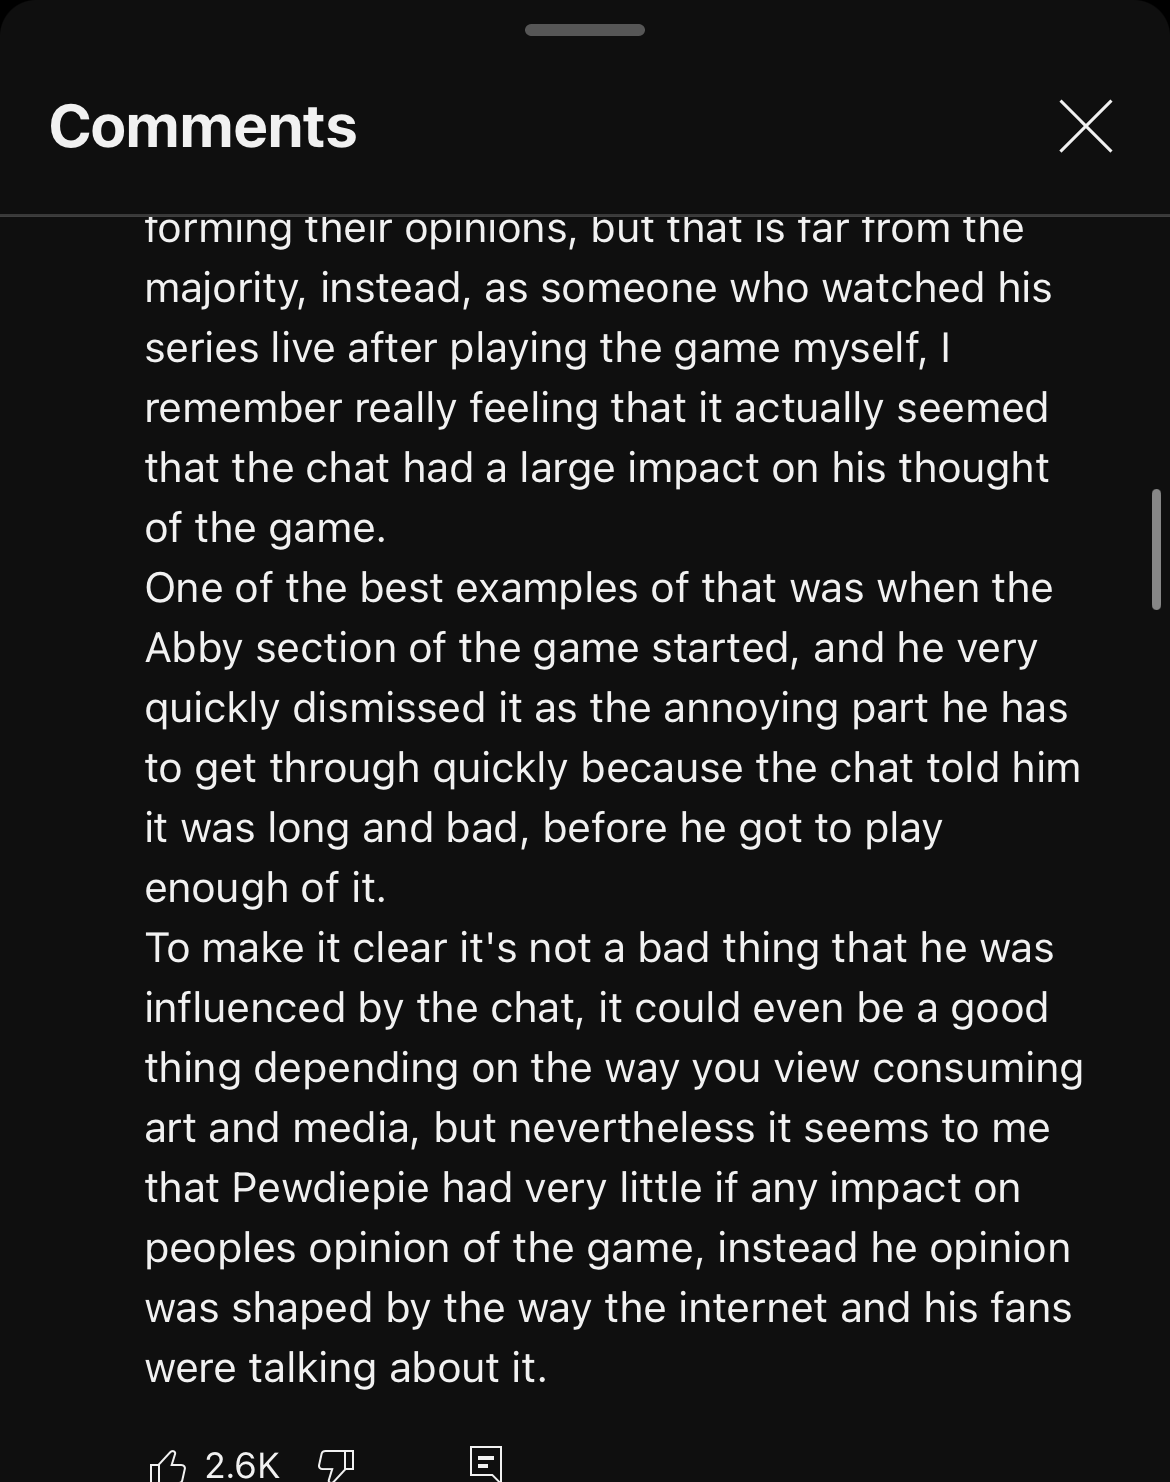 Comments
forming their opinions, but that is far from the
majority, instead, as someone who watched his
series live after playing the game myself, I
remember really feeling that it actually seemed
that the chat had a large impact on his thought
of the game.
One of the best examples of that was when the
Abby section of the game started, and he very
quickly dismissed it as the annoying part he has
to get through quickly because the chat told him
it was long and bad, before he got to play
enough of it.
To make it clear it's not a bad thing that he was
influenced by the chat, it could even be a good
thing depending on the way you view consuming
art and media, but nevertheless it seems to me
that Pewdiepie had very little if any impact on
peoples opinion of the game, instead he opinion
was shaped by the way the internet and his fans
were talking about it.
2.6K